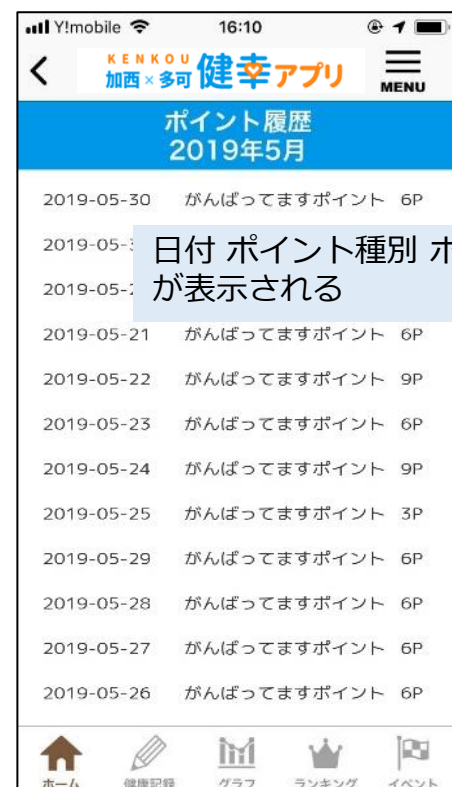 Y!mobile 16:10
KENKOU
加西×多可 健幸アプリ
MENU
ポイント履歴
2019年5月
2019-05-30 がんばってますポイント 6P
2019-05-
日付 ポイント種別 ポ
2019-05-
が表示される
2019-05-21 がんばってますポイント 6P
2019-05-22 がんばってますポイント 9P
2019-05-23 がんばってますポイント 6P
2019-05-24 がんばってますポイント 9P
2019-05-25 がんばってますポイント 3P
2019-05-29 がんばってますポイント 6P
2019-05-28 がんばってますポイント 6P
2019-05-27 がんばってますポイント 6P
2019-05-26 がんばってますポイント 6P
ホーム 健康記録 グラフ ランキング イベント